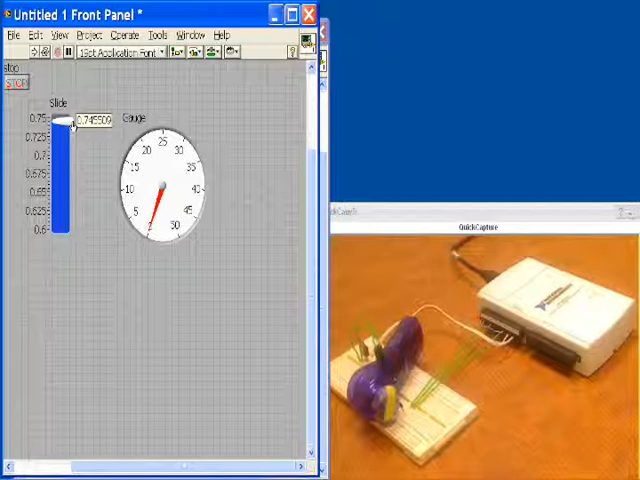 Untitled 1 Front Panel *
File Edit View Project Operate Tools Window Help
15pt Application Font
stop
STOP
Slide
0.75
0.725
0.7
0.675
0.65
0.625
0.6
0.745509
Gauge
5
10
15
20
25
30
35
40
45
50
QuickCapture